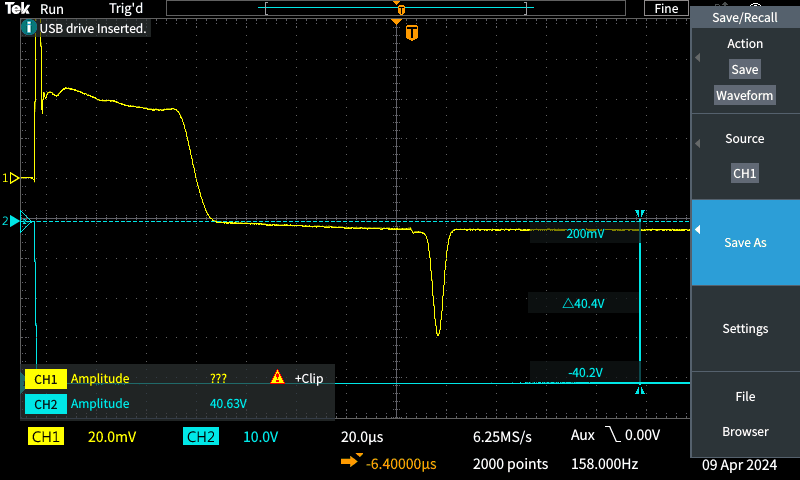 Tek Run Trig'd Fine
USB drive Inserted.
Save/Recall
Action
Save
Waveform
Source
CH1
Save As
Settings
File
Browser
T
T
1
2
200mV
△40.4V
-40.2V
CH1 Amplitude ??? +Clip
CH2 Amplitude 40.63V
CH1 20.0mV CH2 10.0V 20.0µs 6.25MS/s Aux 0.00V
-6.40000µs 2000 points 158.000Hz 09 Apr 2024